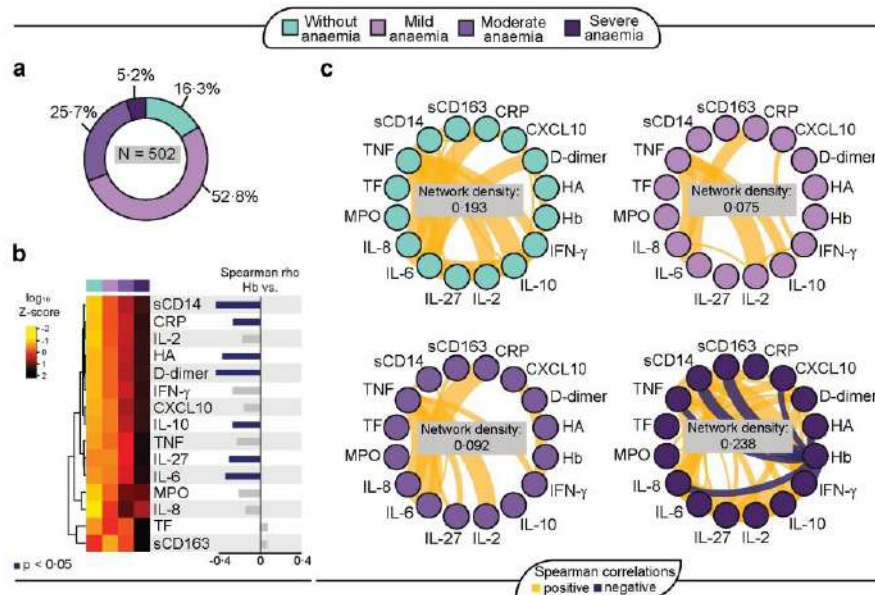 Without anaemia
Mild anaemia
Moderate anaemia
Severe anaemia
a
5·2%
16·3%
25·7%
N = 502
52·8%
b
log₁₀
Z-score
-2
-1
0
1
2
Spearman rho
Hb vs.
sCD14
CRP
IL-2
HA
D-dimer
IFN-γ
CXCL10
IL-10
TNF
IL-27
IL-6
MPO
IL-8
TF
sCD163
p < 0·05
-0·4 0 0·4
c
sCD163
CRP
CXCL10
D-dimer
HA
Hb
IFN-γ
IL-10
IL-2
IL-27
IL-6
IL-8
MPO
TF
TNF
sCD14
Network density:
0·193
sCD163
CRP
CXCL10
D-dimer
HA
Hb
IFN-γ
IL-10
IL-2
IL-27
IL-6
IL-8
MPO
TF
TNF
sCD14
Network density:
0·075
sCD163
CRP
CXCL10
D-dimer
HA
Hb
IFN-γ
IL-10
IL-2
IL-27
IL-6
IL-8
MPO
TF
TNF
sCD14
Network density:
0·092
sCD163
CRP
CXCL10
D-dimer
HA
Hb
IFN-γ
IL-10
IL-2
IL-27
IL-6
IL-8
MPO
TF
TNF
sCD14
Network density:
0·238
Spearman correlations
positive negative